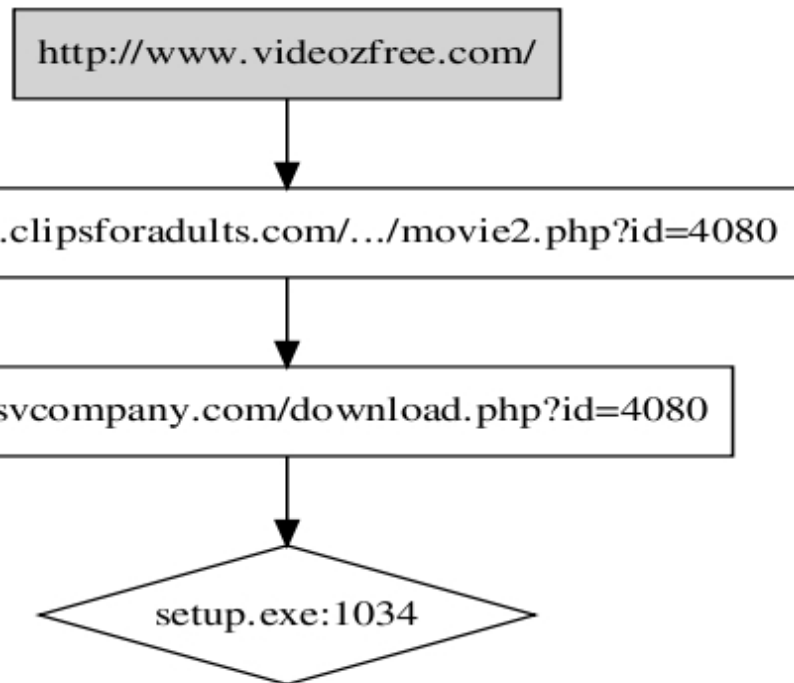 http://www.videozfree.com/
.clipsforadults.com/.../movie2.php?id=4080
svcompany.com/download.php?id=4080
setup.exe:1034